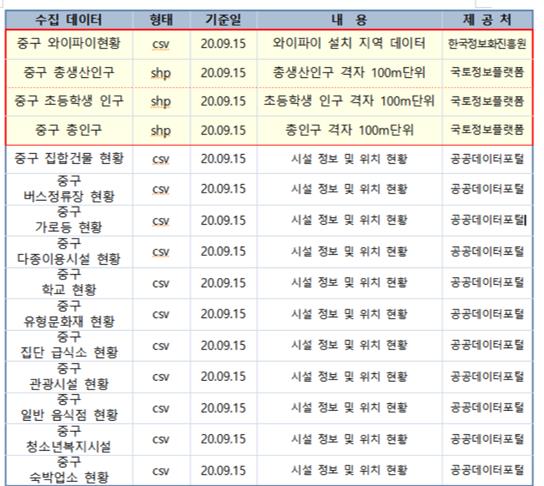 수집 데이터 형태 기준일 내 용 제 공 처
중구 와이파이현황 csv 20.09.15 와이파이 설치 지역 데이터 한국정보화진흥원
중구 총생산인구 shp 20.09.15 총생산인구 격자 100m단위 국토정보플랫폼
중구 초등학생 인구 shp 20.09.15 초등학생 인구 격자 100m단위 국토정보플랫폼
중구 총인구 shp 20.09.15 총인구 격자 100m단위 국토정보플랫폼
중구 집합건물 현황 csv 20.09.15 시설 정보 및 위치 현황 공공데이터포털
중구
버스정류장 현황 csv 20.09.15 시설 정보 및 위치 현황 공공데이터포털
중구
가로등 현황 csv 20.09.15 시설 정보 및 위치 현황 공공데이터포털
중구
다중이용시설 현황 csv 20.09.15 시설 정보 및 위치 현황 공공데이터포털
중구
학교 현황 csv 20.09.15 시설 정보 및 위치 현황 공공데이터포털
중구
유형문화재 현황 csv 20.09.15 시설 정보 및 위치 현황 공공데이터포털
중구
집단 급식소 현황 csv 20.09.15 시설 정보 및 위치 현황 공공데이터포털
중구
관광시설 현황 csv 20.09.15 시설 정보 및 위치 현황 공공데이터포털
중구
일반 음식점 현황 csv 20.09.15 시설 정보 및 위치 현황 공공데이터포털
중구
청소년복지시설 csv 20.09.15 시설 정보 및 위치 현황 공공데이터포털
중구
숙박업소 현황 csv 20.09.15 시설 정보 및 위치 현황 공공데이터포털